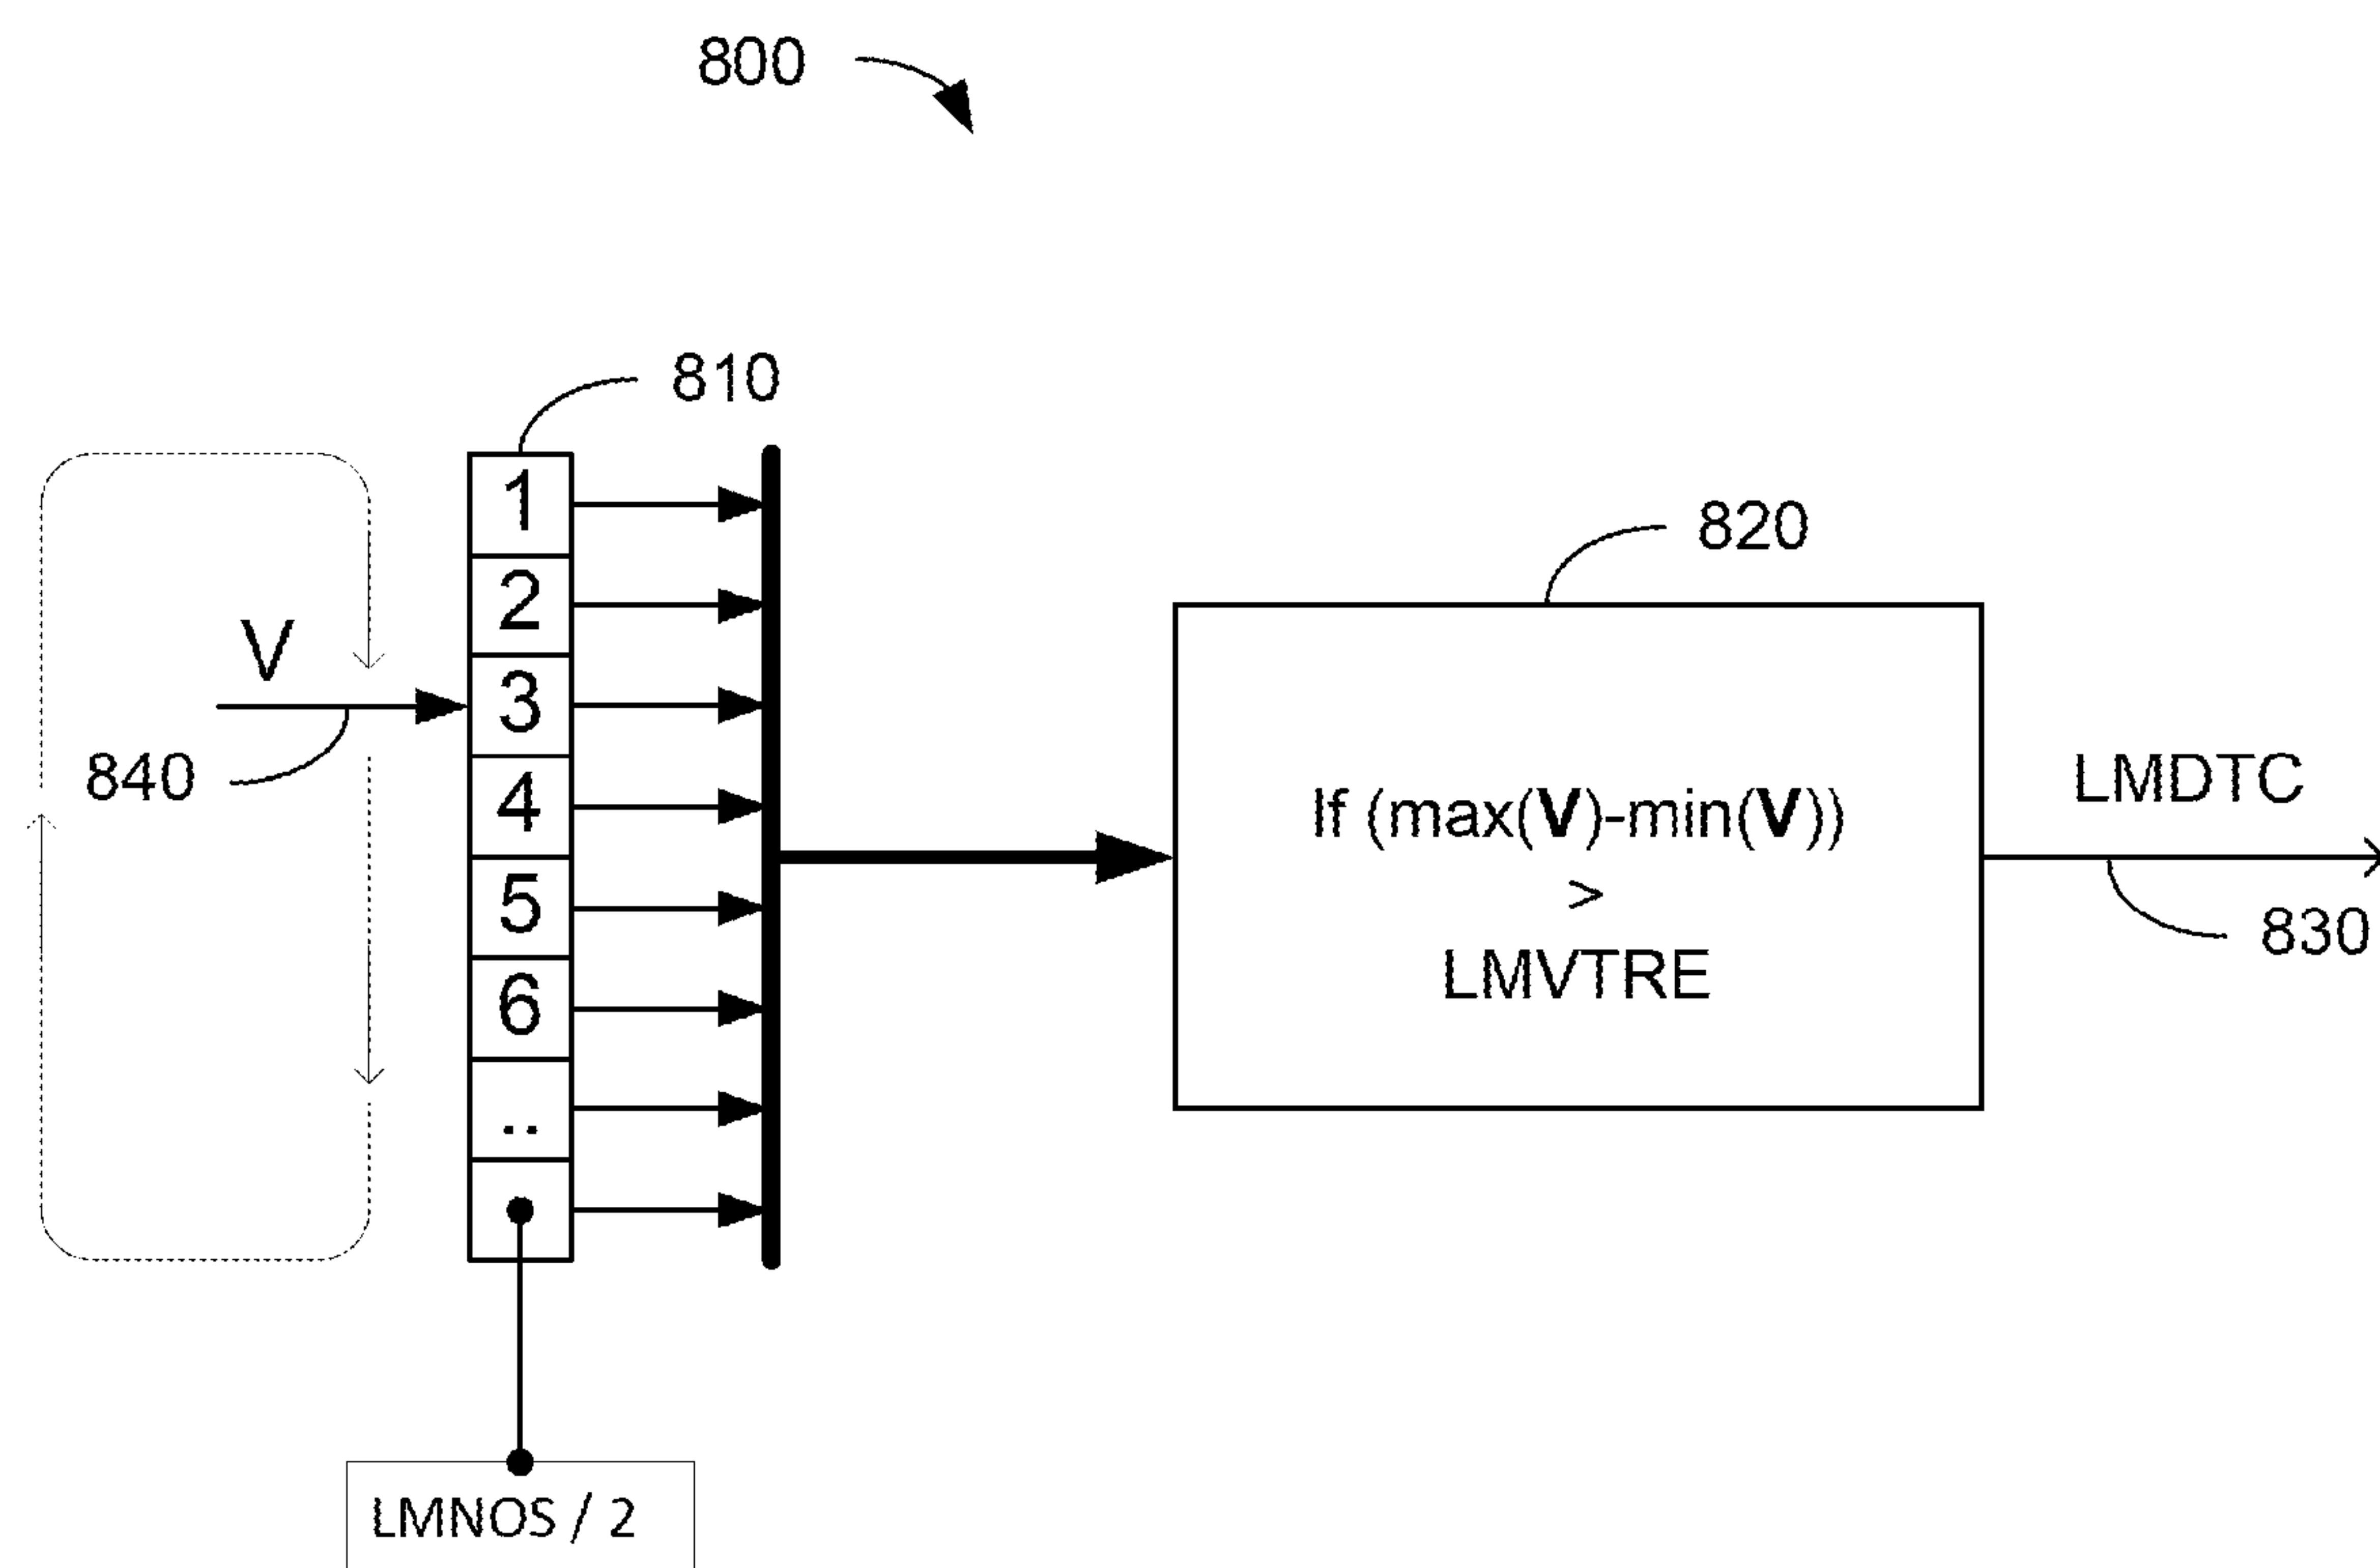 800
810
1
2
3
4
5
6
..
V
840
820
If (max(V)-min(V))
>
LMVTRE
LMDTC
830
LMNOS / 2